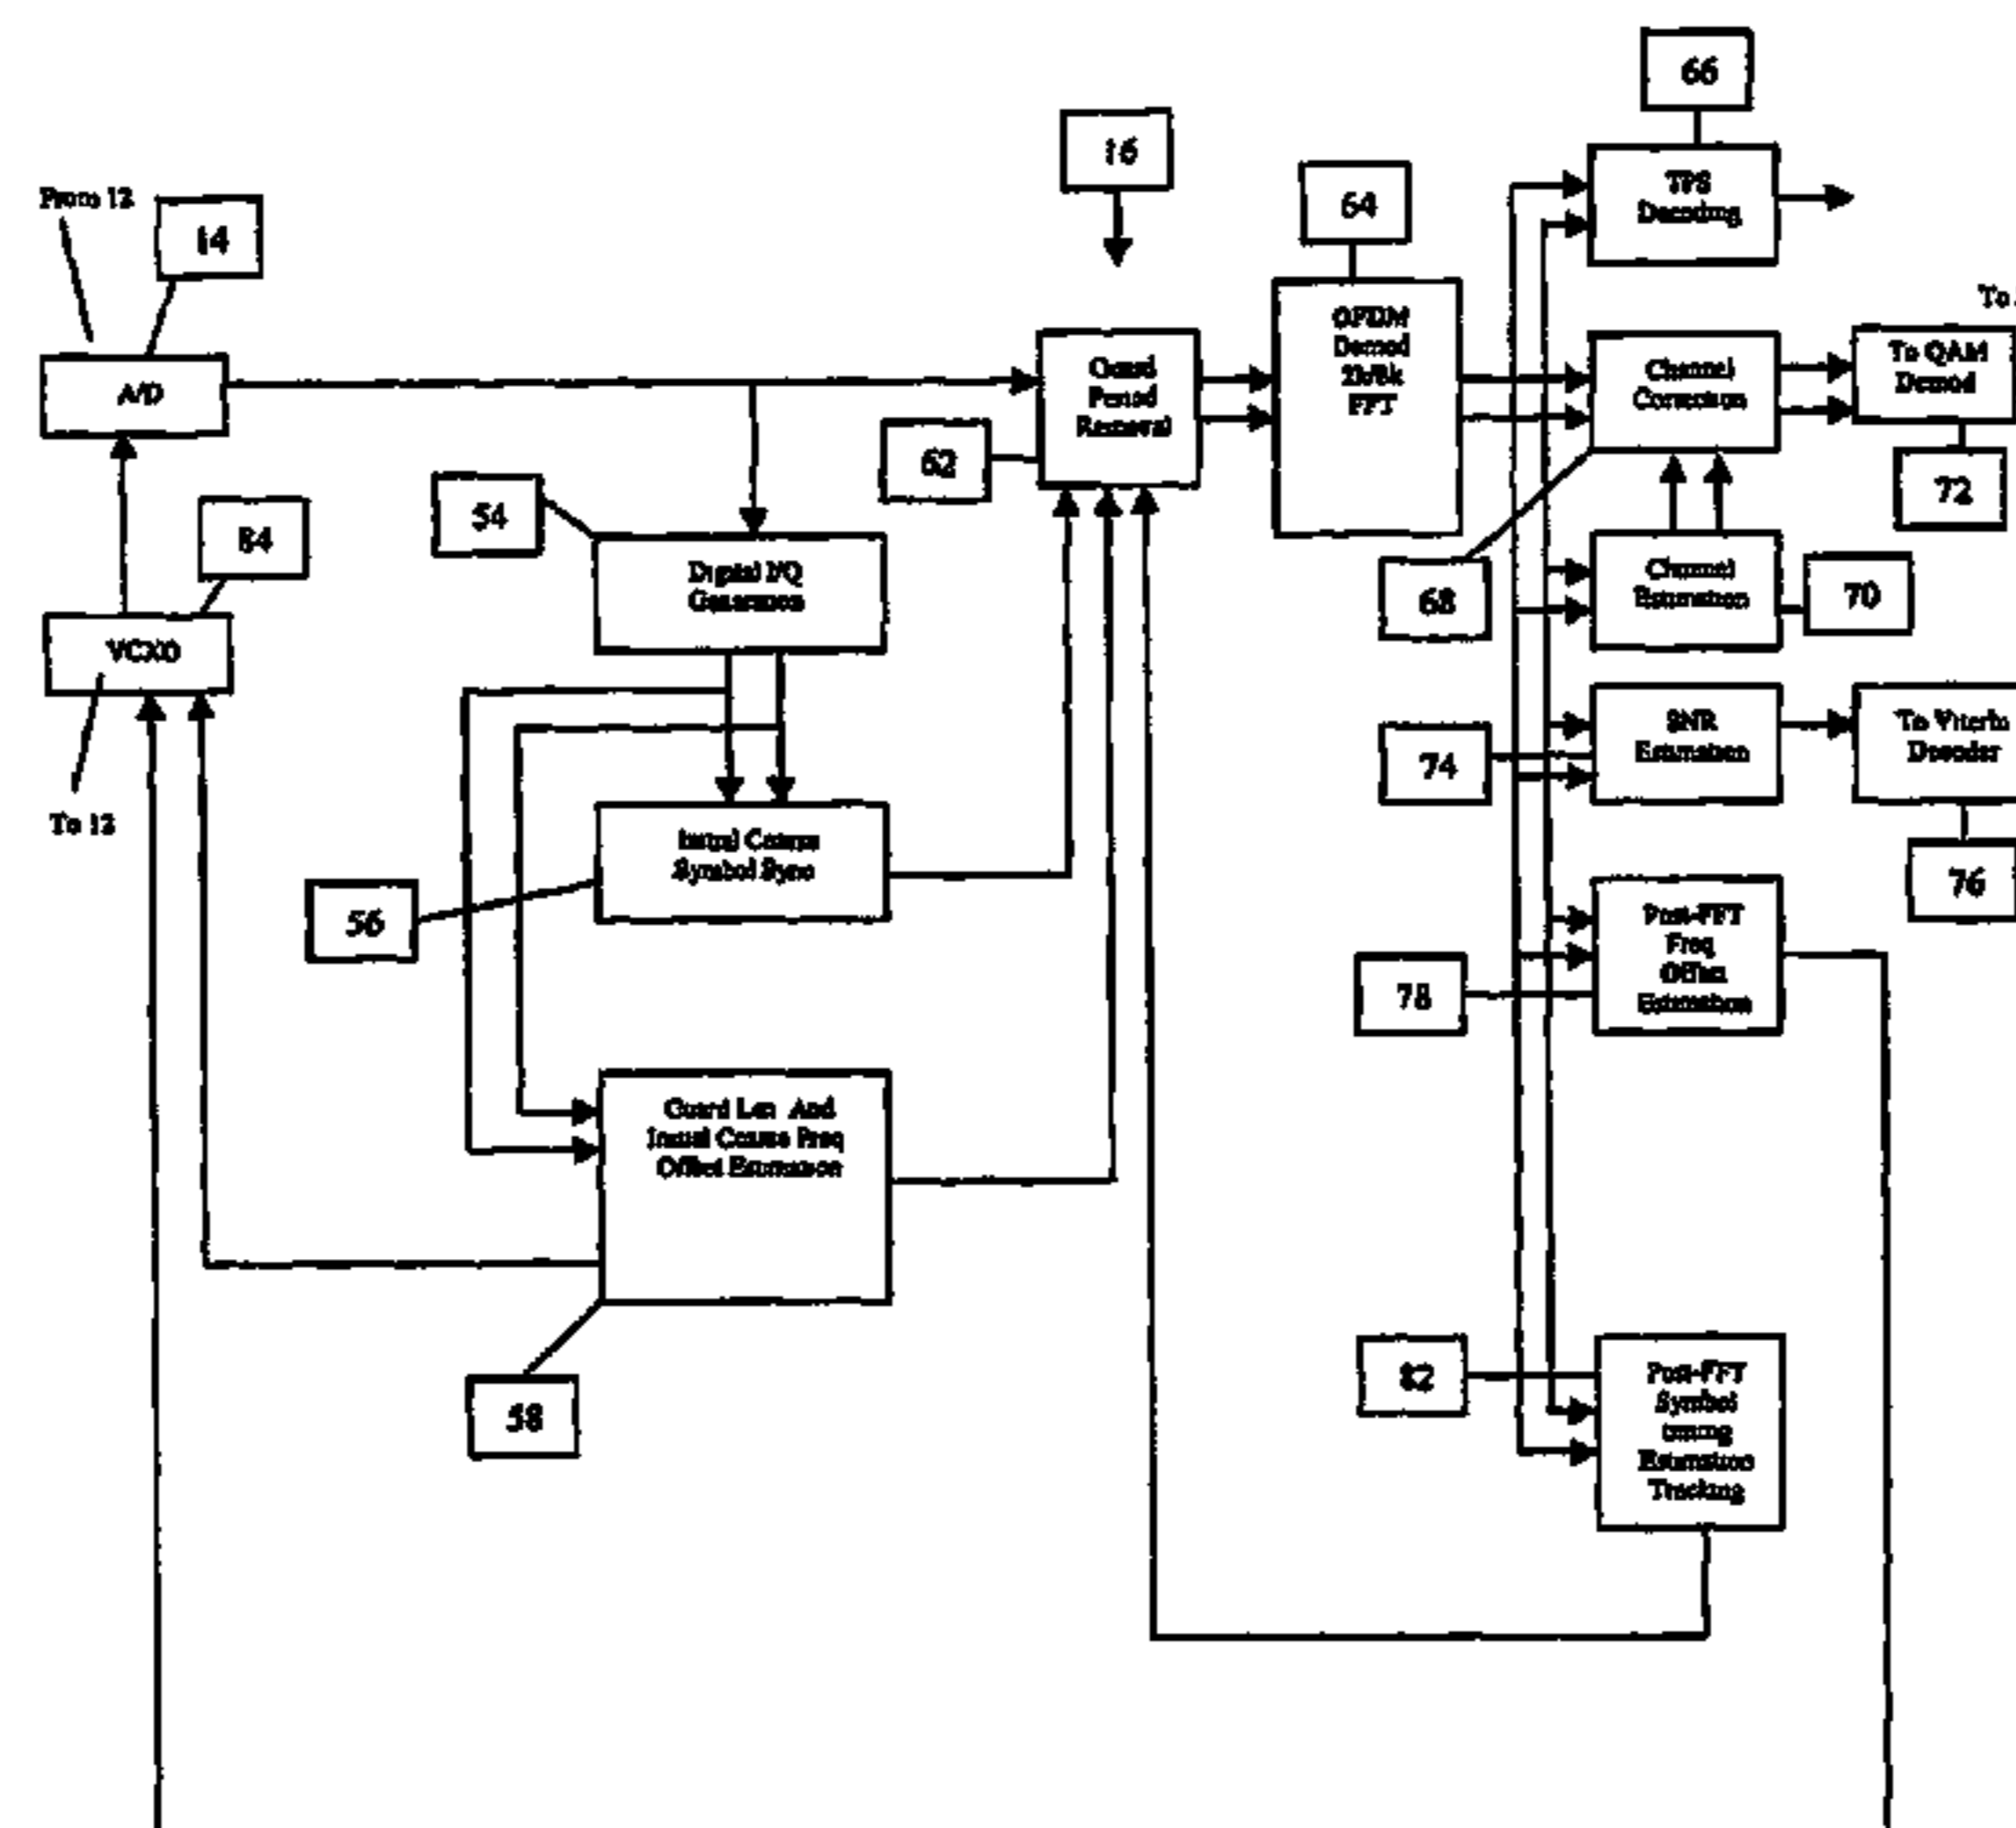 66
16
TPS
Decoding
From 12
14
64
To
OFDM
Demod
2k/8k
FFT
Guard
Period
Removal
Channel
Correction
To QAM
Demod
A/D
62
72
54
84
Digital I/Q
Generation
Channel
Estimation
68
70
VCXO
SNR
Estimation
To Viterbi
Decoder
74
To 12
Initial Coarse
Symbol Sync
76
56
Post-FFT
Freq
Offset
Estimation
78
Guard Len And
Initial Coarse Freq
Offset Estimation
82
Post-FFT
Symbol
timing
Estimation
Tracking
58